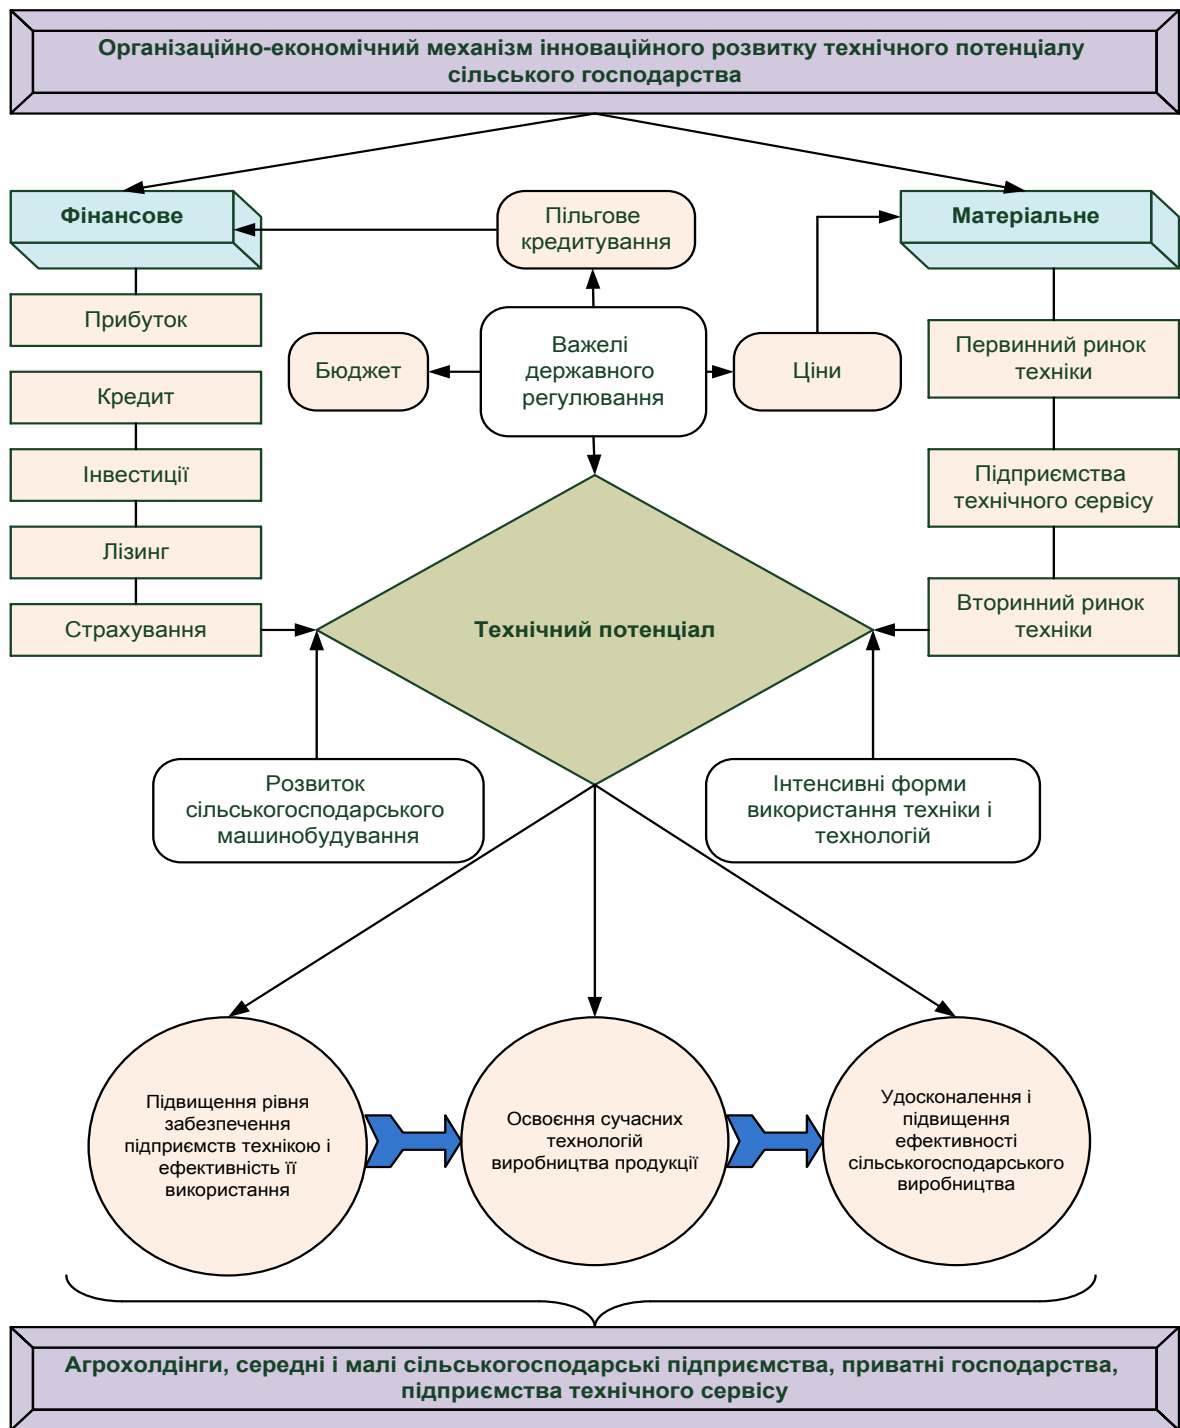 Організаційно-економічний механізм інноваційного розвитку технічного потенціалу
сільського господарства
Фінансове
Пільгове
кредитування
Матеріальне
Прибуток
Бюджет
Важелі
державного
регулювання
Ціни
Первинний ринок
техніки
Кредит
Інвестиції
Підприємства
технічного сервісу
Лізинг
Страхування
Технічний потенціал
Вторинний ринок
техніки
Розвиток
сільськогосподарського
машинобудування
Інтенсивні форми
використання техніки і
технологій
Підвищення рівня
забезпечення
підприємств технікою і
ефективність її
використання
Освоєння сучасних
технологій
виробництва продукції
Удосконалення і
підвищення
ефективності
сільськогосподарського
виробництва
Агрохолдінги, середні і малі сільськогосподарські підприємства, приватні господарства,
підприємства технічного сервісу